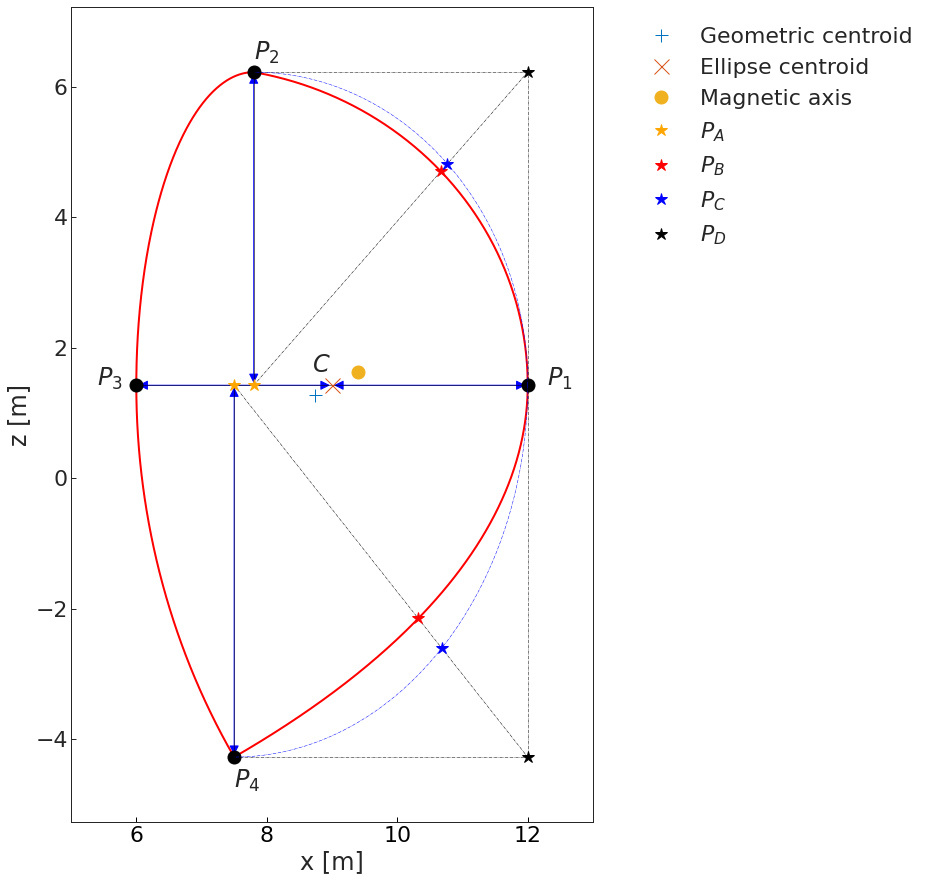 Geometric centroid
Ellipse centroid
Magnetic axis
P_A
P_B
P_C
P_D
P_2
P_3
C
P_1
P_4
6
4
2
0
−2
−4
z [m]
6 8 10 12
x [m]